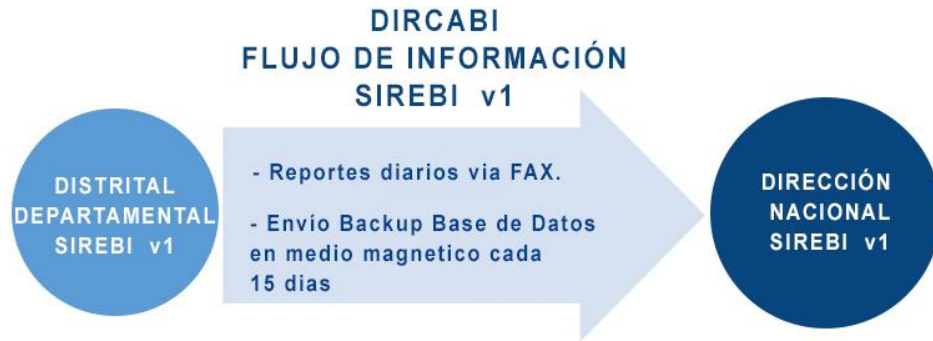 DIRCABI
FLUJO DE INFORMACIÓN
SIREBI v1
DISTRITAL
DEPARTAMENTAL
SIREBI v1
- Reportes diarios via FAX.
- Envío Backup Base de Datos
en medio magnetico cada
15 dias
DIRECCIÓN
NACIONAL
SIREBI v1